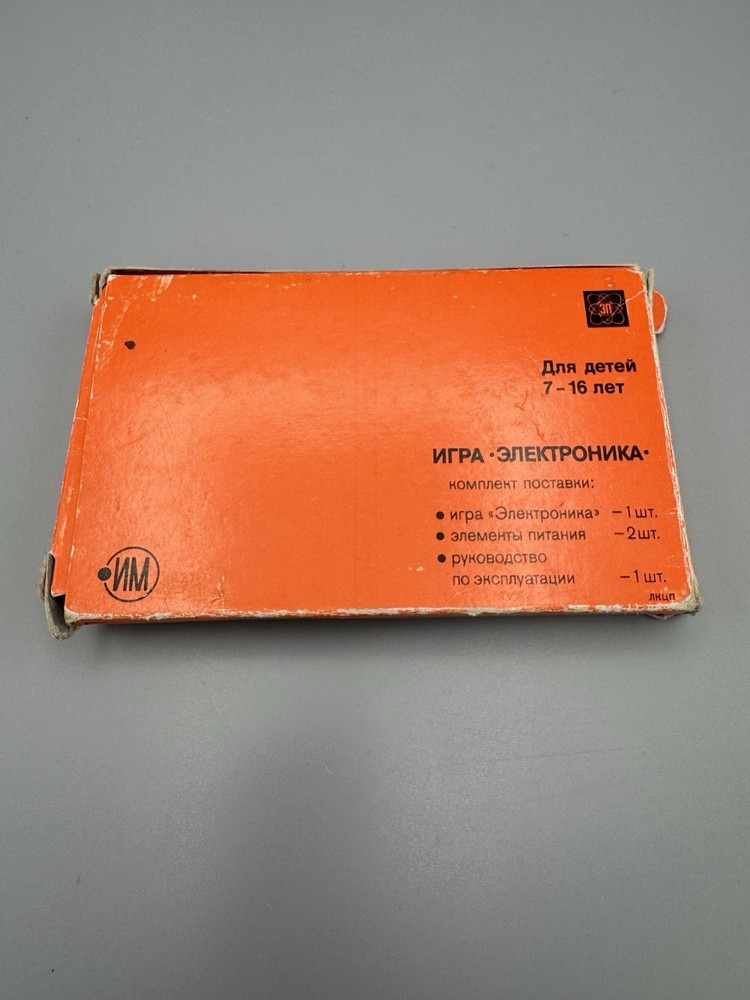 ЭП
Для детей
7-16 лет
ИГРА ·ЭЛЕКТРОНИКА·
комплект поставки:
● игра «Электроника» - 1 шт.
● элементы питания - 2 шт.
● руководство
по эксплуатации - 1 шт.
ЛКЦП
ИМ